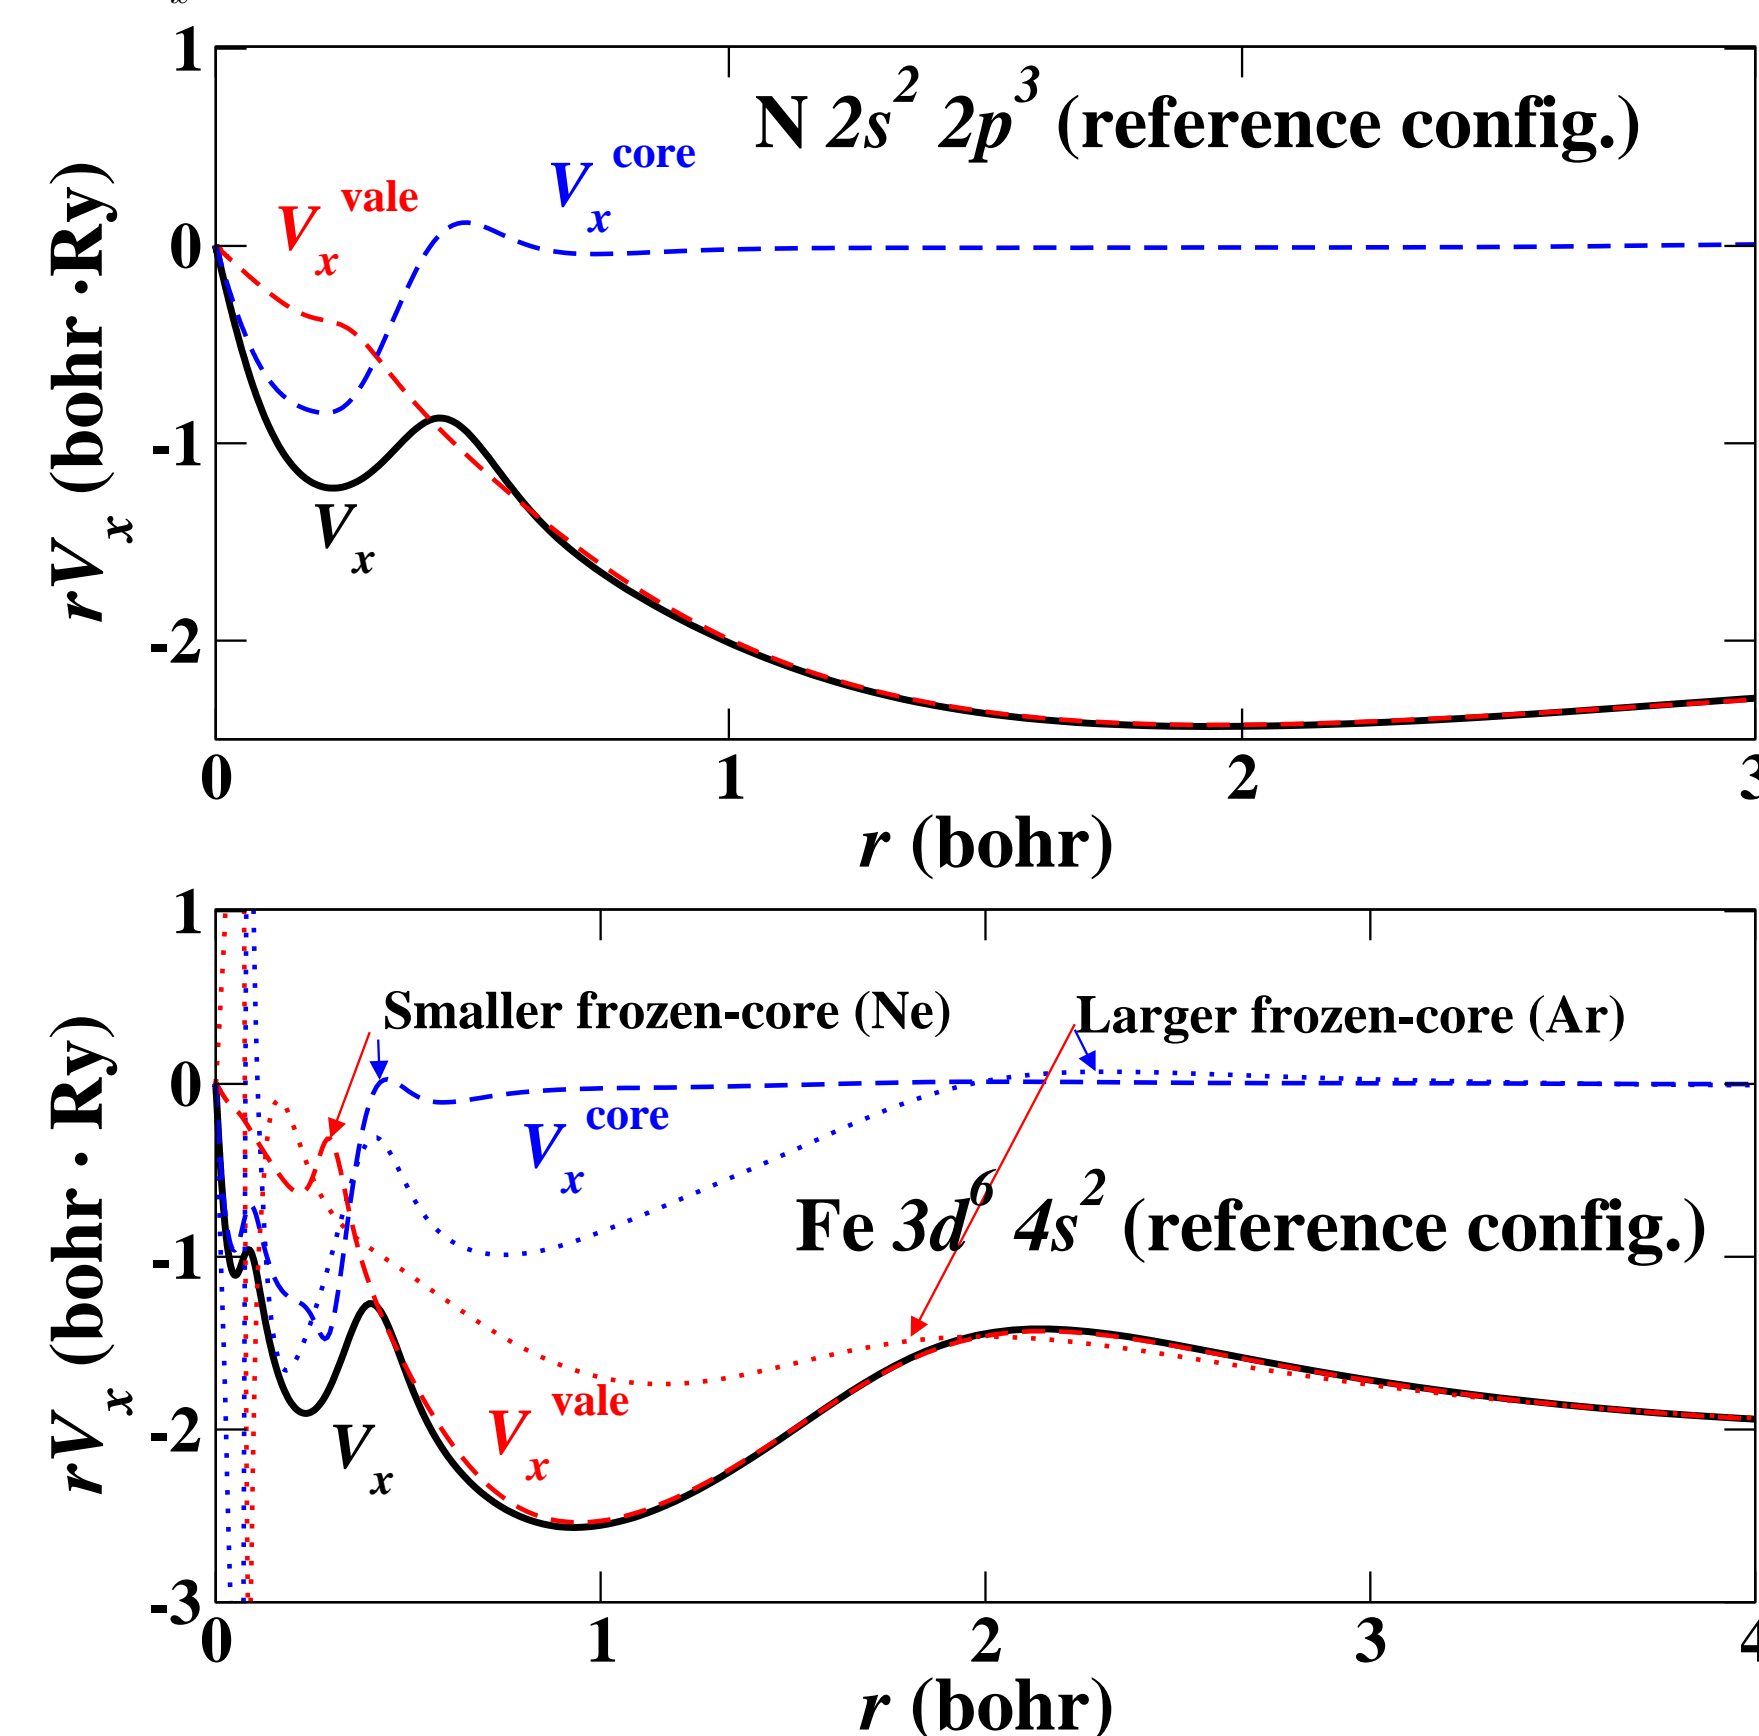 x
1
0
-1
-2
rV_x (bohr ·Ry)
N 2s^2 2p^3 (reference config.)
V_x^core
V_x^vale
V_x
0 1 2 3
r (bohr)
1
0
-1
-2
-3
rV_x (bohr · Ry)
Smaller frozen-core (Ne)
Larger frozen-core (Ar)
V_x^core
Fe 3d^6 4s^2 (reference config.)
V_x^vale
V_x
0 1 2 3 4
r (bohr)